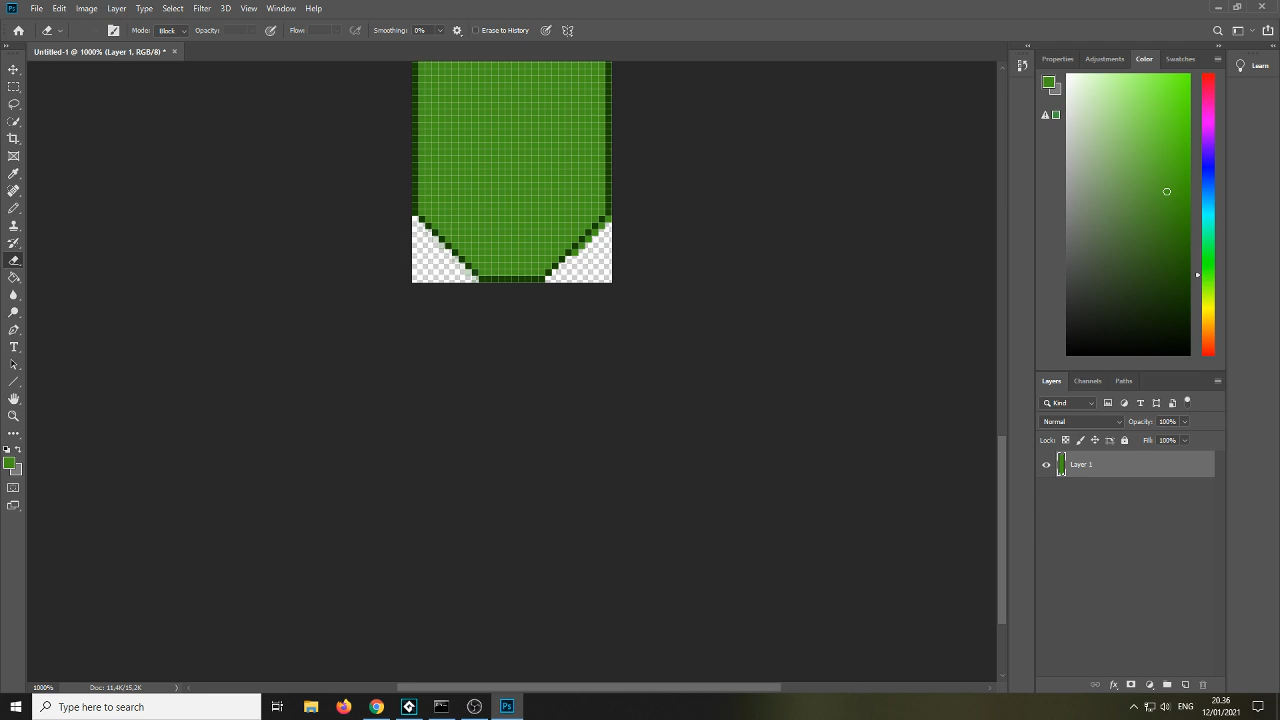 Ps File Edit Image Layer Type Select Filter 3D View Window Help
Mode: Block Opacity: Flow: Smoothing: 0% Erase to History
Untitled-1 @ 1000% (Layer 1, RGB/8) *
Properties Adjustments Color Swatches
Learn
Layers Channels Paths
Kind
Normal Opacity: 100%
Lock: Fill: 100%
Layer 1
1000% Doc: 11,4K/15,2K
Type here to search
Ps
ENG
20.36
12/01/2021